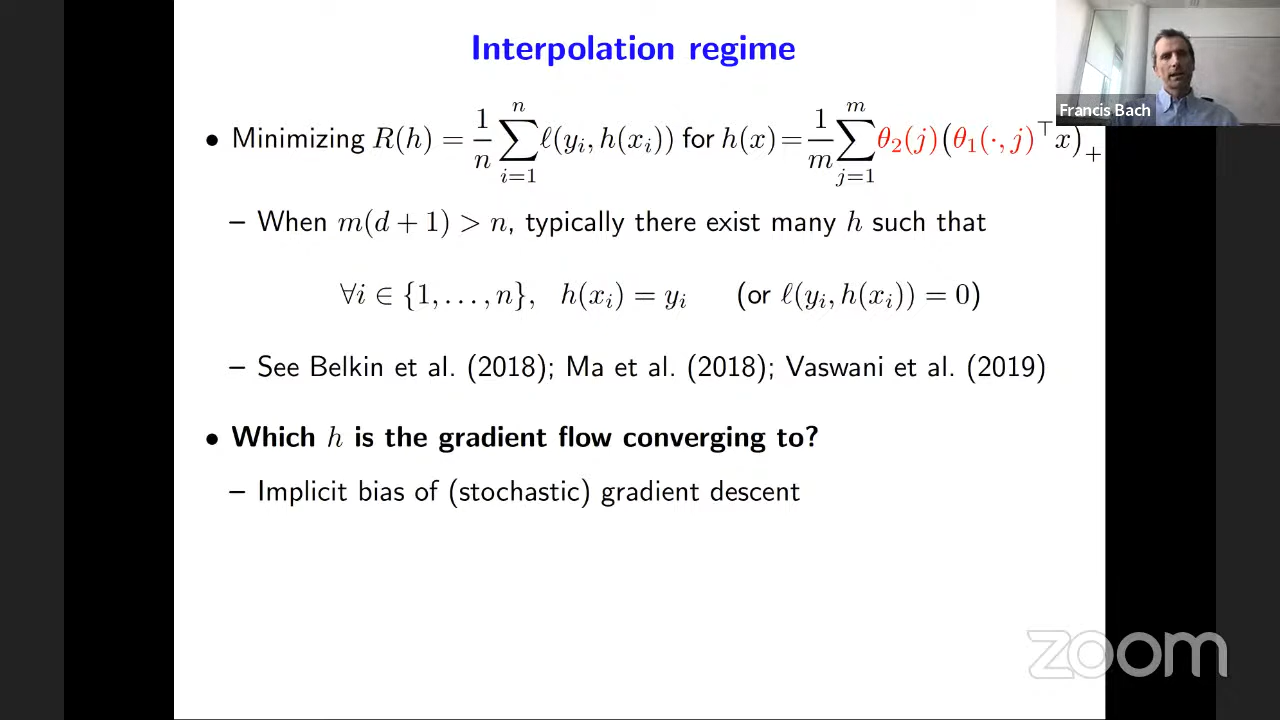 Interpolation regime
• Minimizing R(h) = 1/n ∑_{i=1}^{n} ℓ(y_i, h(x_i)) for h(x) = 1/m ∑_{j=1}^{m} θ_2(j)(θ_1(·, j)^⊤ x)_+
– When m(d + 1) > n, typically there exist many h such that
∀i ∈ {1, . . . , n}, h(x_i) = y_i (or ℓ(y_i, h(x_i)) = 0)
– See Belkin et al. (2018); Ma et al. (2018); Vaswani et al. (2019)
• Which h is the gradient flow converging to?
– Implicit bias of (stochastic) gradient descent
Francis Bach
zoom